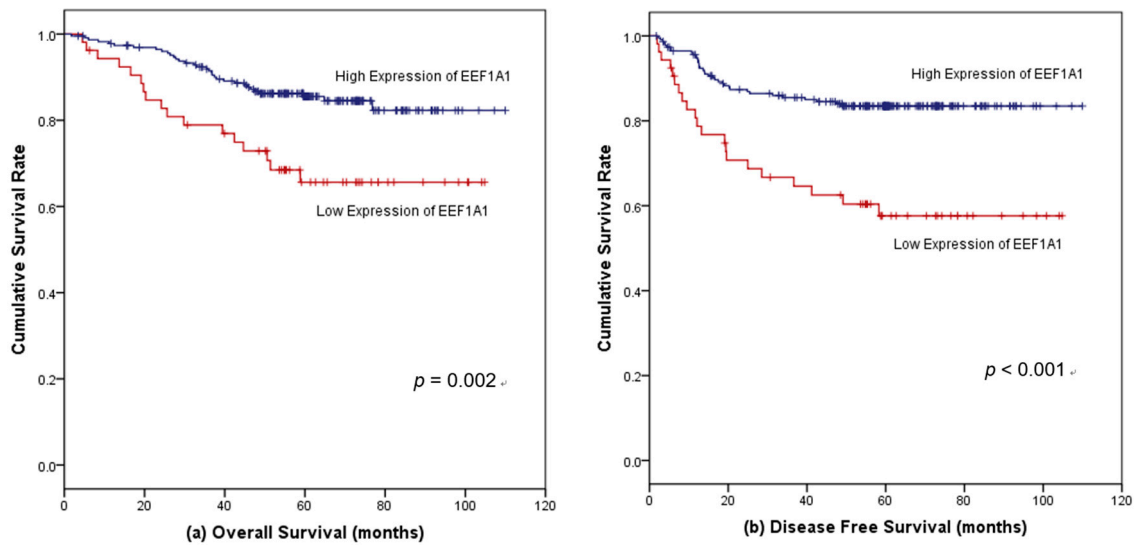 1.0
0.8
0.6
0.4
0.2
0.0
0 20 40 60 80 100 120
Cumulative Survival Rate
High Expression of EEF1A1
Low Expression of EEF1A1
p = 0.002
(a) Overall Survival (months)
1.0
0.8
0.6
0.4
0.2
0.0
0 20 40 60 80 100 120
Cumulative Survival Rate
High Expression of EEF1A1
Low Expression of EEF1A1
p < 0.001
(b) Disease Free Survival (months)